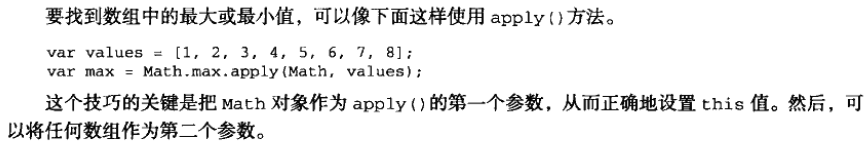 要找到数组中的最大或最小值，可以像下面这样使用 apply()方法。
var values = [1, 2, 3, 4, 5, 6, 7, 8];
var max = Math.max.apply(Math, values);
这个技巧的关键是把 Math 对象作为 apply()的第一个参数，从而正确地设置 this 值。然后，可
以将任何数组作为第二个参数。